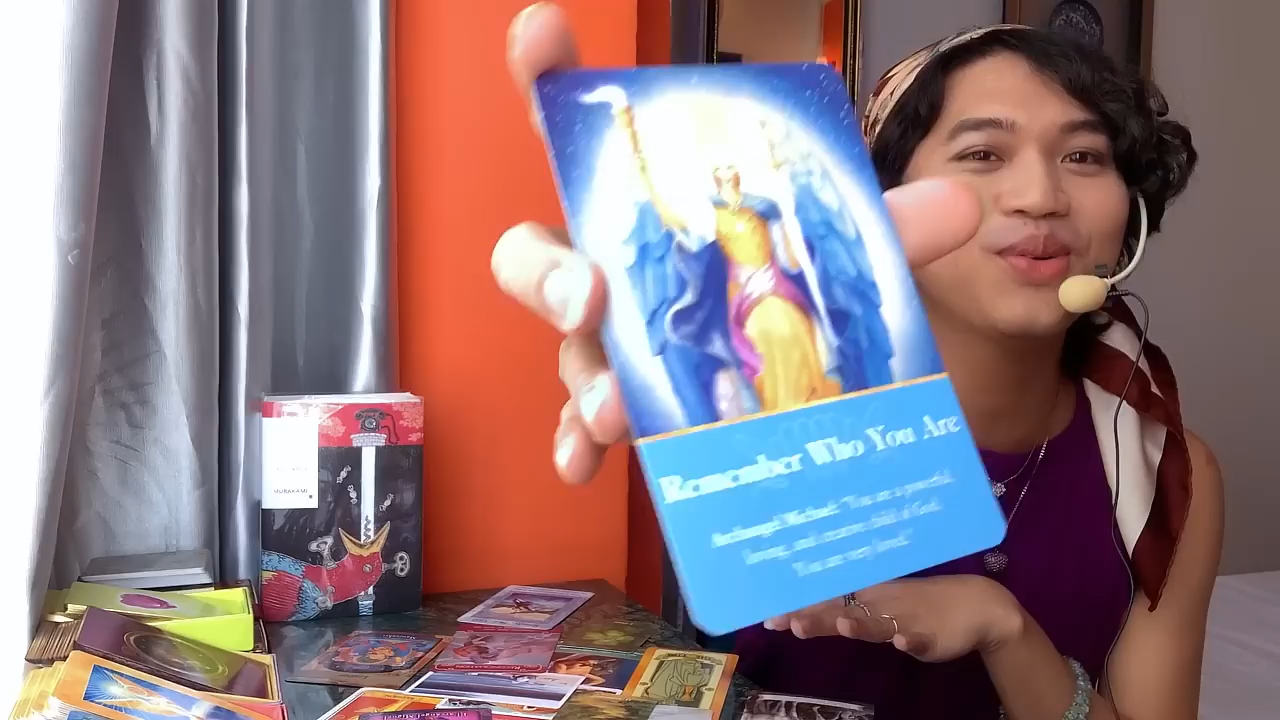 MURAKAMI
Remember Who You Are
Archangel Michael: "You are a powerful,
loving, and creative child of God.
You are very loved."